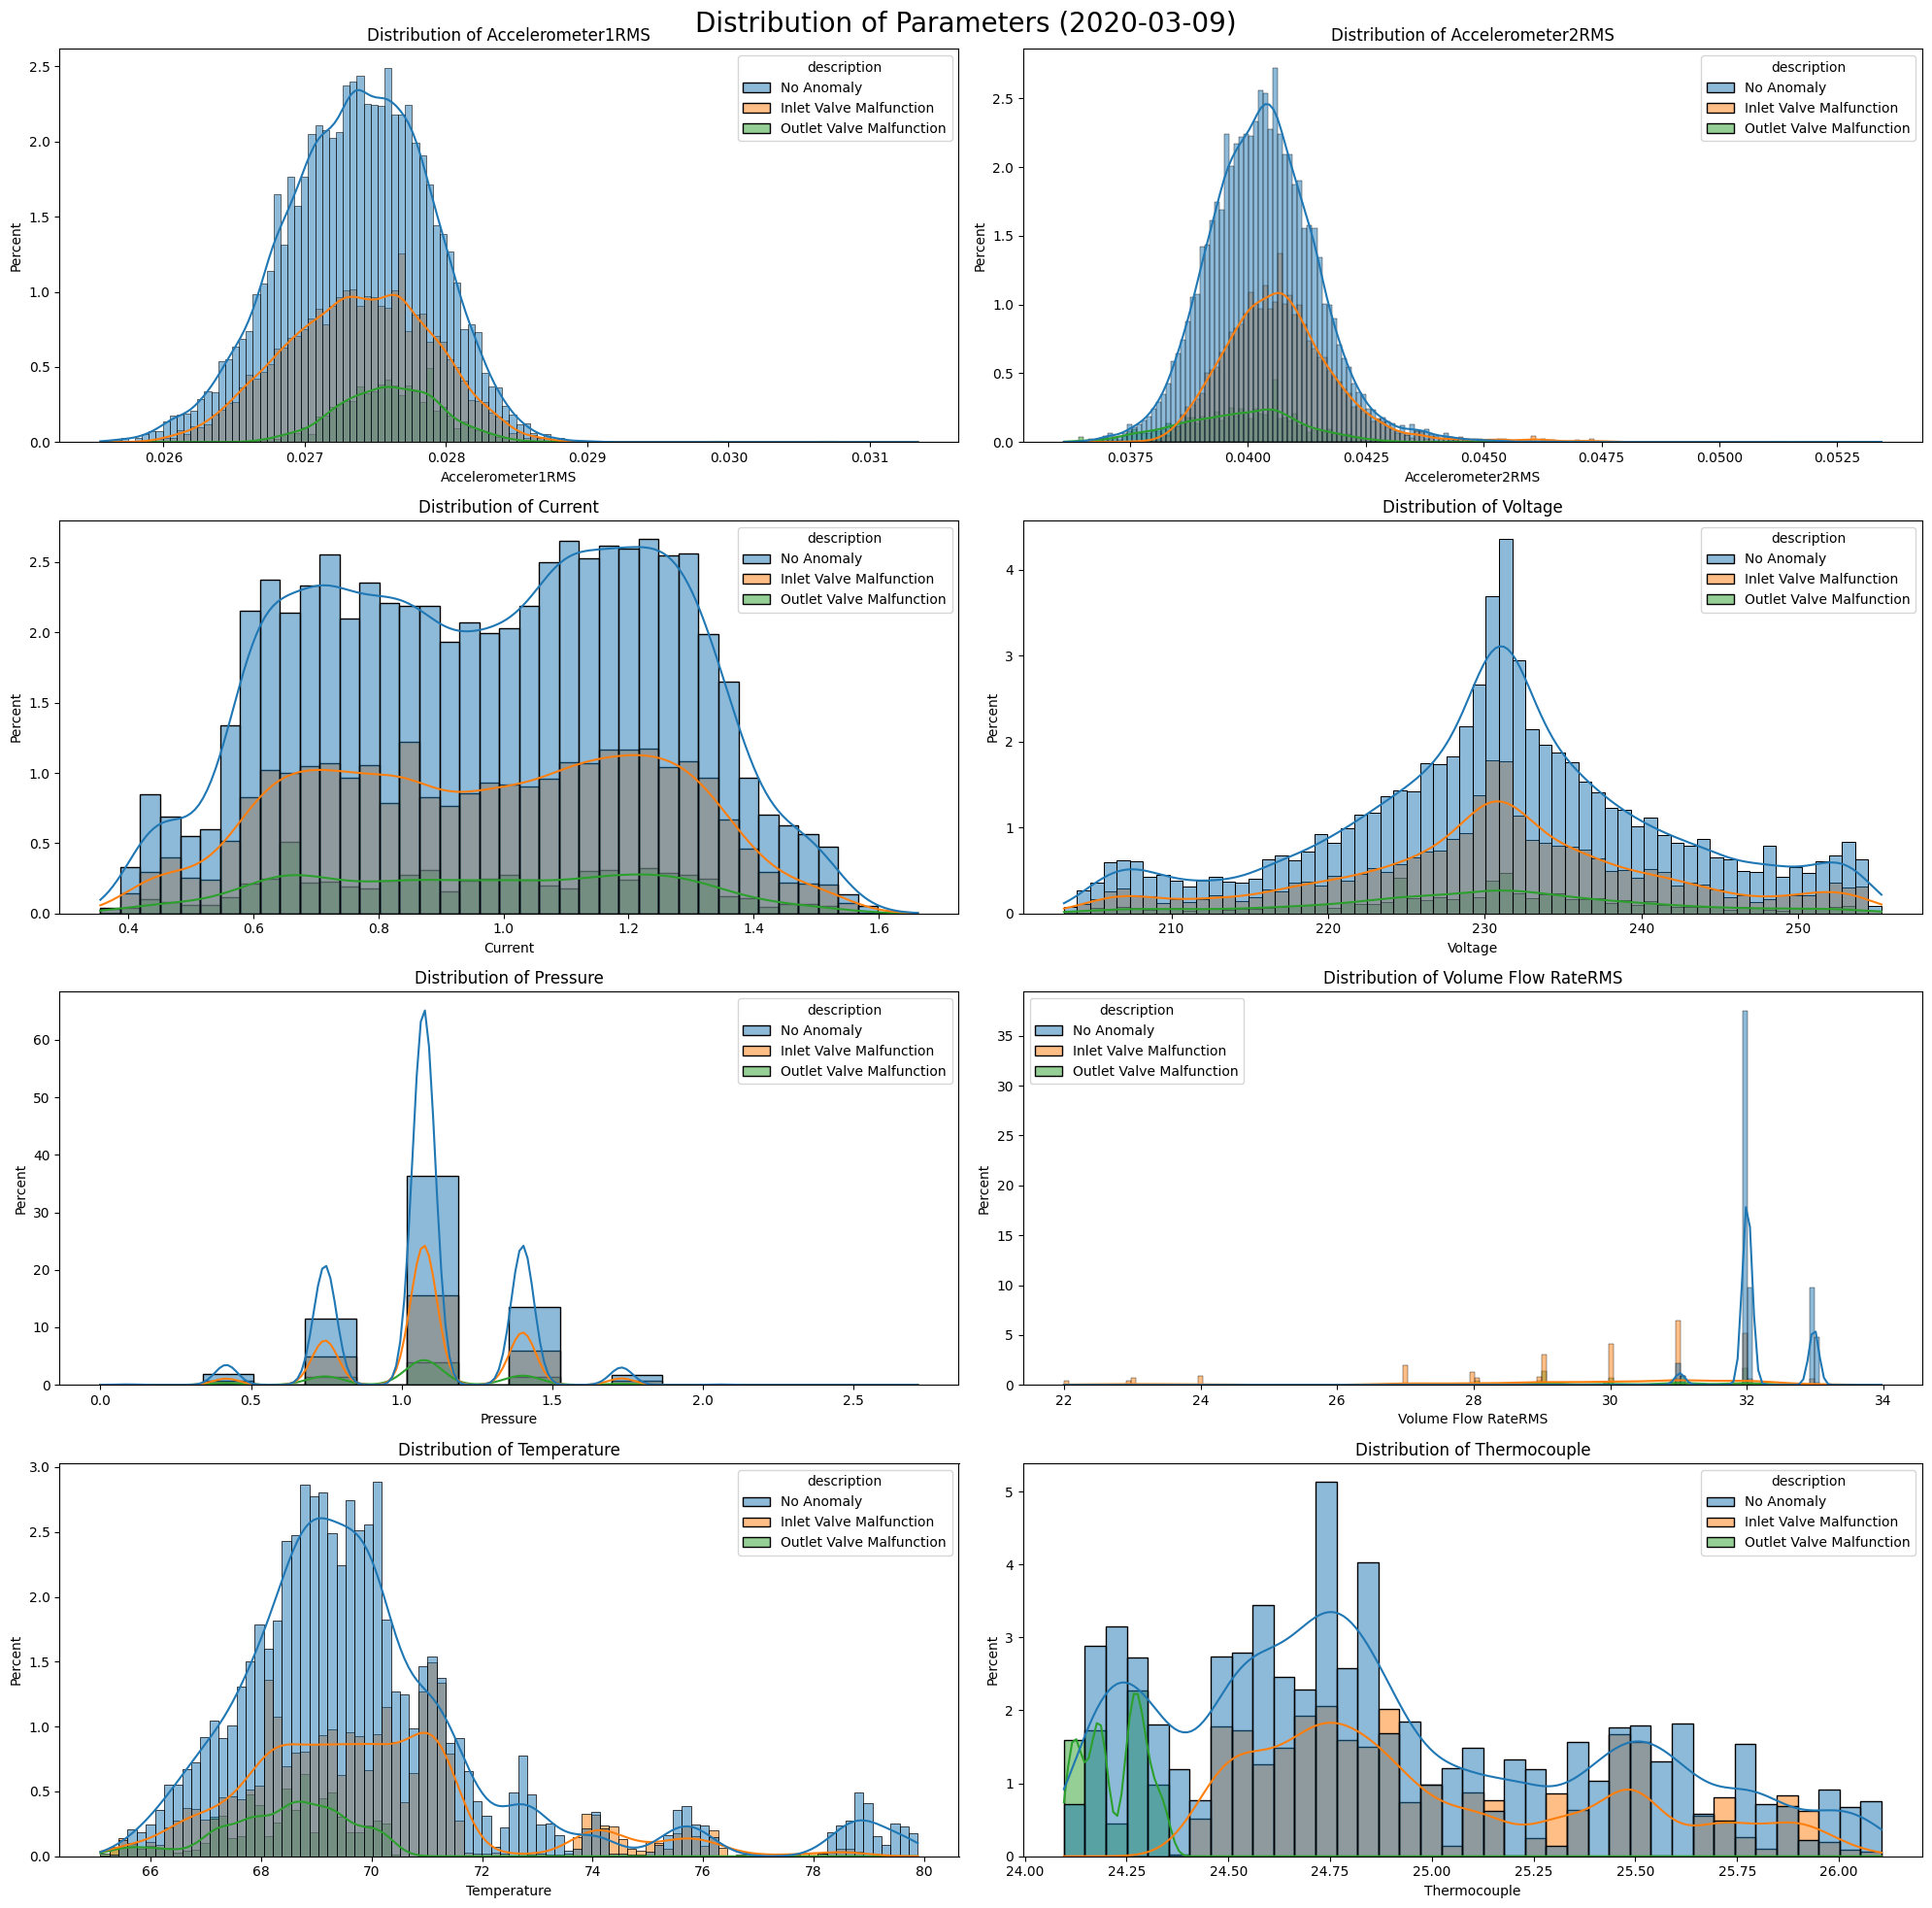 Distribution of Parameters (2020-03-09)
Distribution of Accelerometer1RMS
Percent
2.5
2.0
1.5
1.0
0.5
0.0
description
No Anomaly
Inlet Valve Malfunction
Outlet Valve Malfunction
0.026 0.027 0.028 0.029 0.030 0.031
Accelerometer1RMS
Distribution of Accelerometer2RMS
Percent
2.5
2.0
1.5
1.0
0.5
0.0
description
No Anomaly
Inlet Valve Malfunction
Outlet Valve Malfunction
0.0375 0.0400 0.0425 0.0450 0.0475 0.0500 0.0525
Accelerometer2RMS
Distribution of Current
Percent
2.5
2.0
1.5
1.0
0.5
0.0
description
No Anomaly
Inlet Valve Malfunction
Outlet Valve Malfunction
0.4 0.6 0.8 1.0 1.2 1.4 1.6
Current
Distribution of Voltage
Percent
4
3
2
1
0
description
No Anomaly
Inlet Valve Malfunction
Outlet Valve Malfunction
210 220 230 240 250
Voltage
Distribution of Pressure
Percent
60
50
40
30
20
10
0
description
No Anomaly
Inlet Valve Malfunction
Outlet Valve Malfunction
0.0 0.5 1.0 1.5 2.0 2.5
Pressure
Distribution of Volume Flow RateRMS
Percent
35
30
25
20
15
10
5
0
description
No Anomaly
Inlet Valve Malfunction
Outlet Valve Malfunction
22 24 26 28 30 32 34
Volume Flow RateRMS
Distribution of Temperature
Percent
3.0
2.5
2.0
1.5
1.0
0.5
0.0
description
No Anomaly
Inlet Valve Malfunction
Outlet Valve Malfunction
66 68 70 72 74 76 78 80
Temperature
Distribution of Thermocouple
Percent
5
4
3
2
1
0
description
No Anomaly
Inlet Valve Malfunction
Outlet Valve Malfunction
24.00 24.25 24.50 24.75 25.00 25.25 25.50 25.75 26.00
Thermocouple